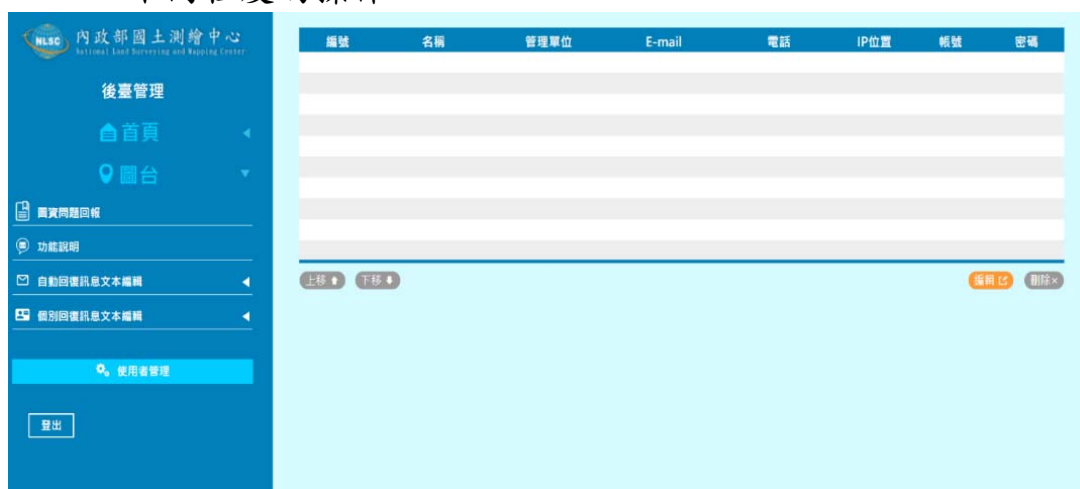 NLSC 內政部國土測繪中心
National Land Surveying and Mapping Center
後臺管理
首頁
圖台
圖資問題回報
功能說明
自動回復訊息文本編輯
個別回復訊息文本編輯
使用者管理
登出
編號 名稱 管理單位 E-mail 電話 IP位置 帳號 密碼
上移 下移 編輯 刪除×